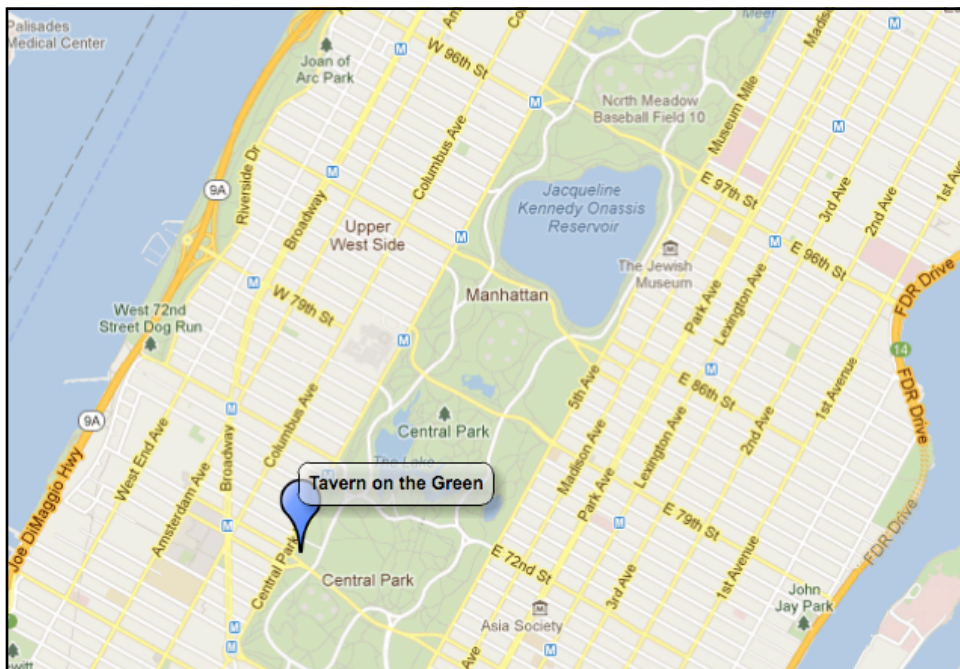 Palisades
Medical Center
Joan of
Arc Park
M
W 96th St
Am
Meer
Madiso
North Meadow
Baseball Field 10
Museum Mile
M
M
Columbus Ave
Riverside Dr
M
E 97th St
3rd Ave
2nd Ave
1st Ave
9A
Broadway
Jacqueline
Kennedy Onassis
Reservoir
Upper
West Side
M
M
E 96th St
The Jewish
Museum
FDR Drive
M
W 79th St
Manhattan
Park Ave
Lexington Ave
West 72nd
Street Dog Run
M
14
M
E 86th St
5th Ave
1st Avenue
FDR Drive
9A
M
Columbus Ave
Central Park
Madison Ave
Lexington Ave
2nd Ave
West End Ave
Broadway
The Lake
M
Tavern on the Green
Joe DiMaggio Hwy
Amsterdam Ave
Park Ave
E 79th St
M
M
FDR Drive
Central Park
E 72nd St
Central Park
3rd Ave
1st Avenue
John
Jay Park
M
Asia Society
M
M
Ave
M
witt